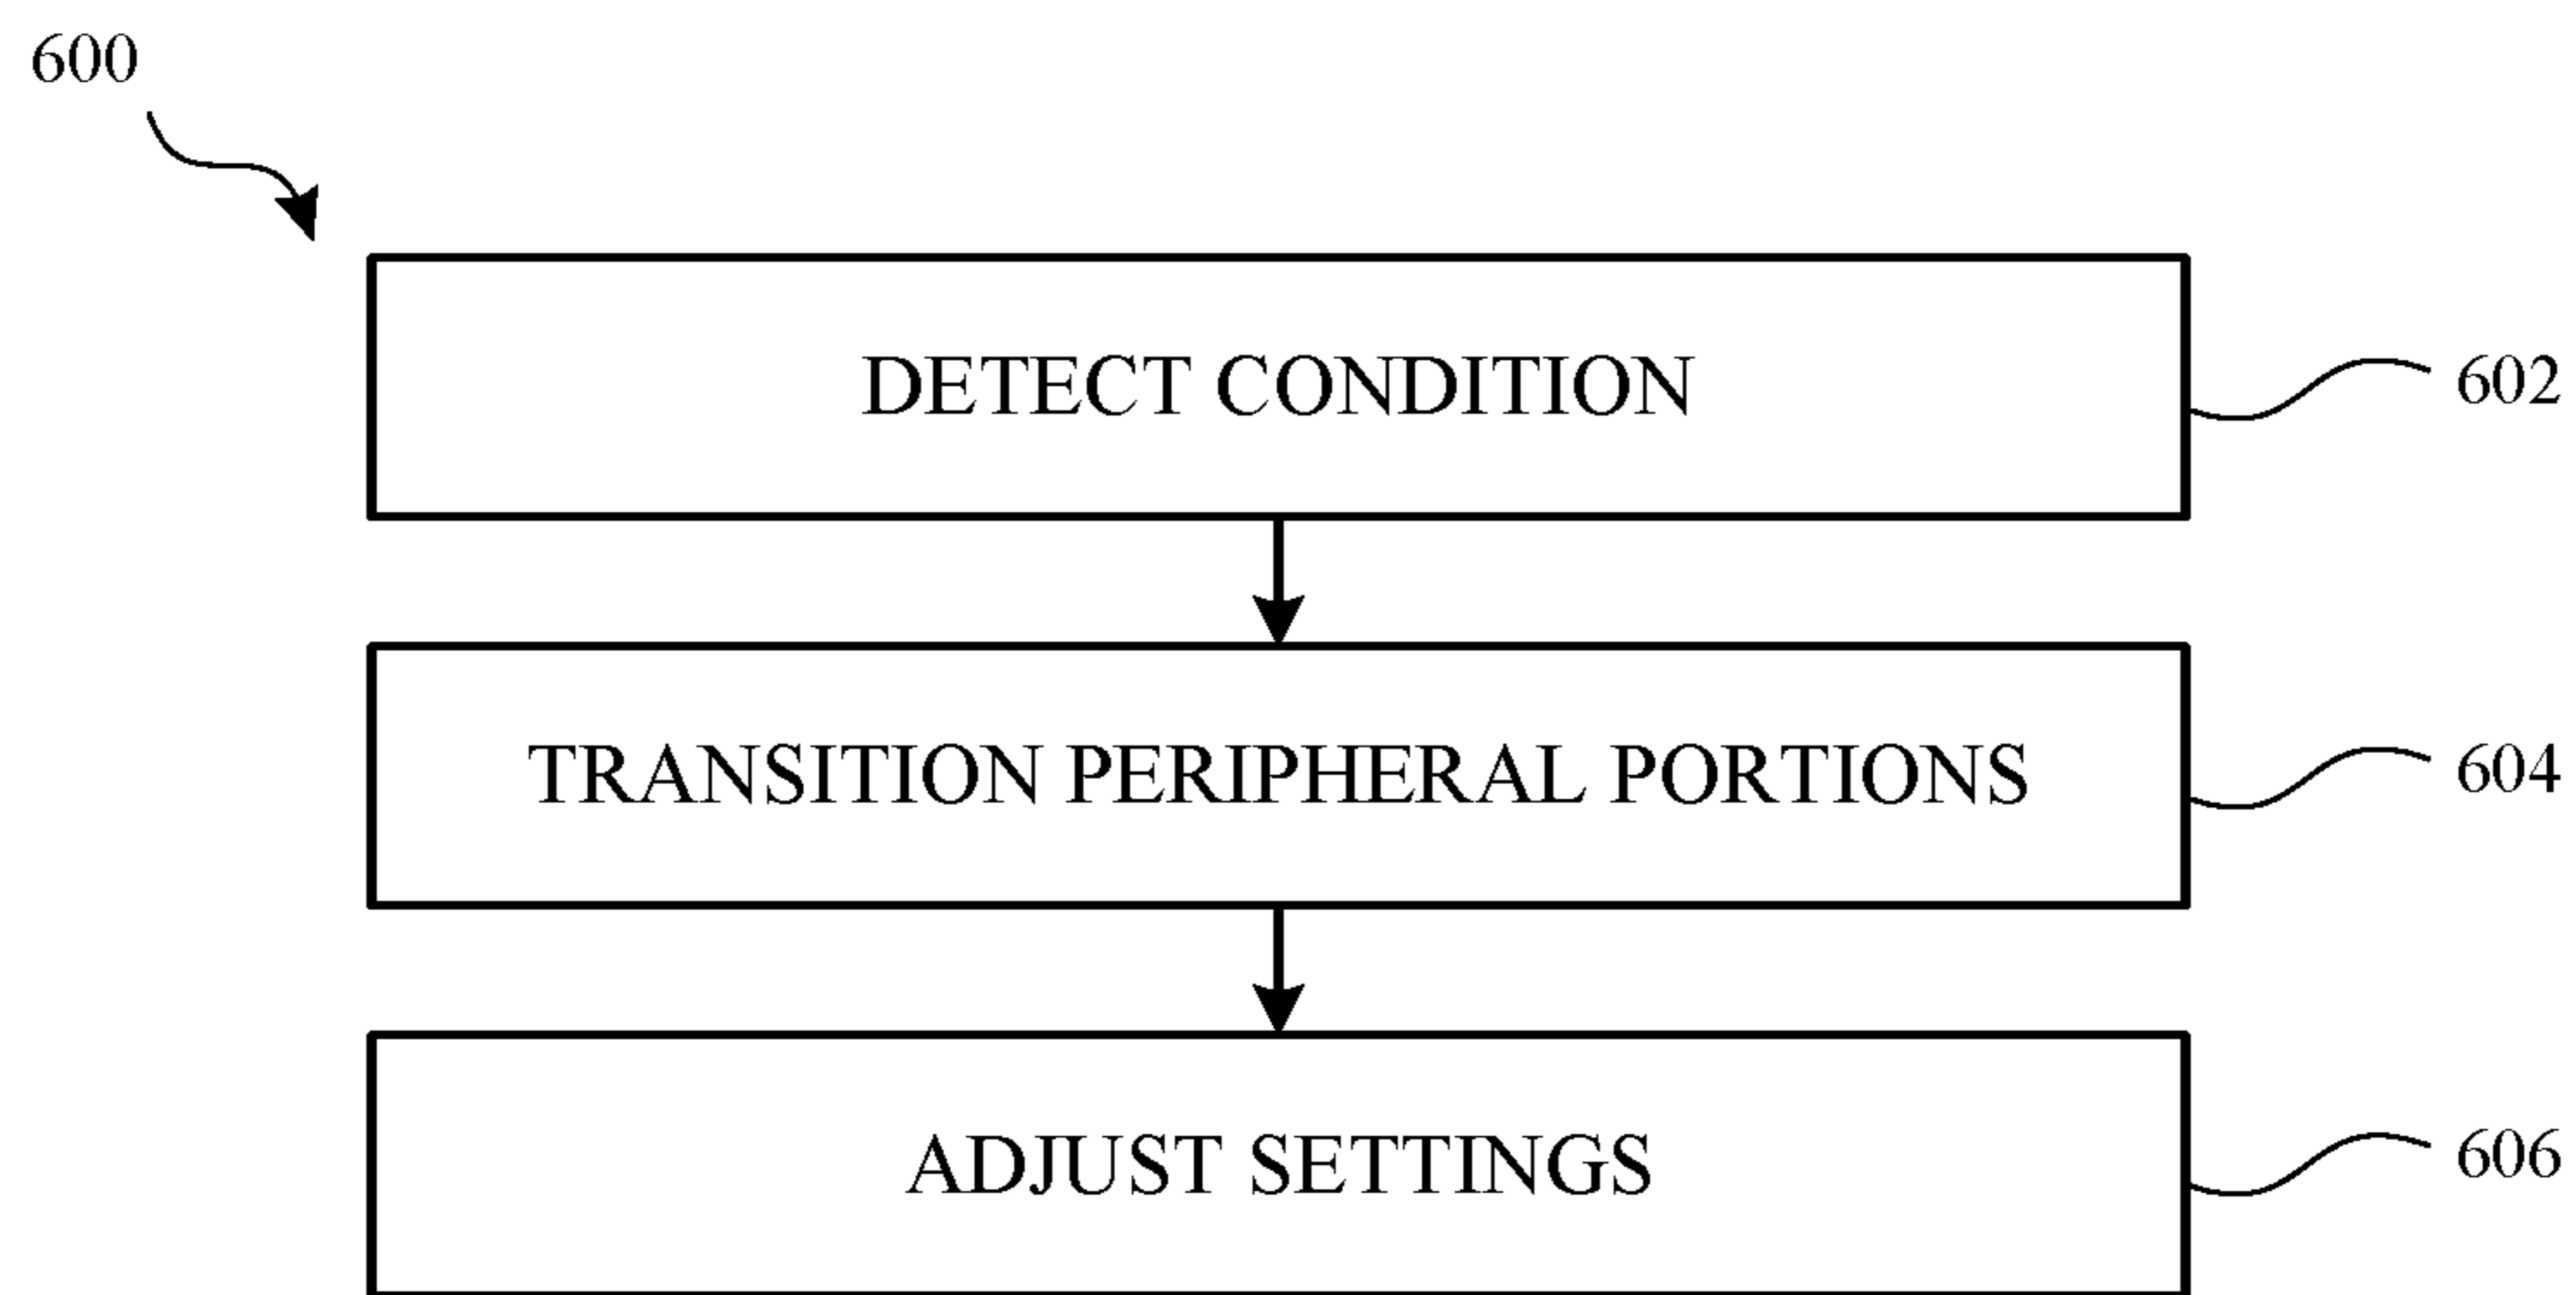 600
DETECT CONDITION
602
TRANSITION PERIPHERAL PORTIONS
604
ADJUST SETTINGS
606